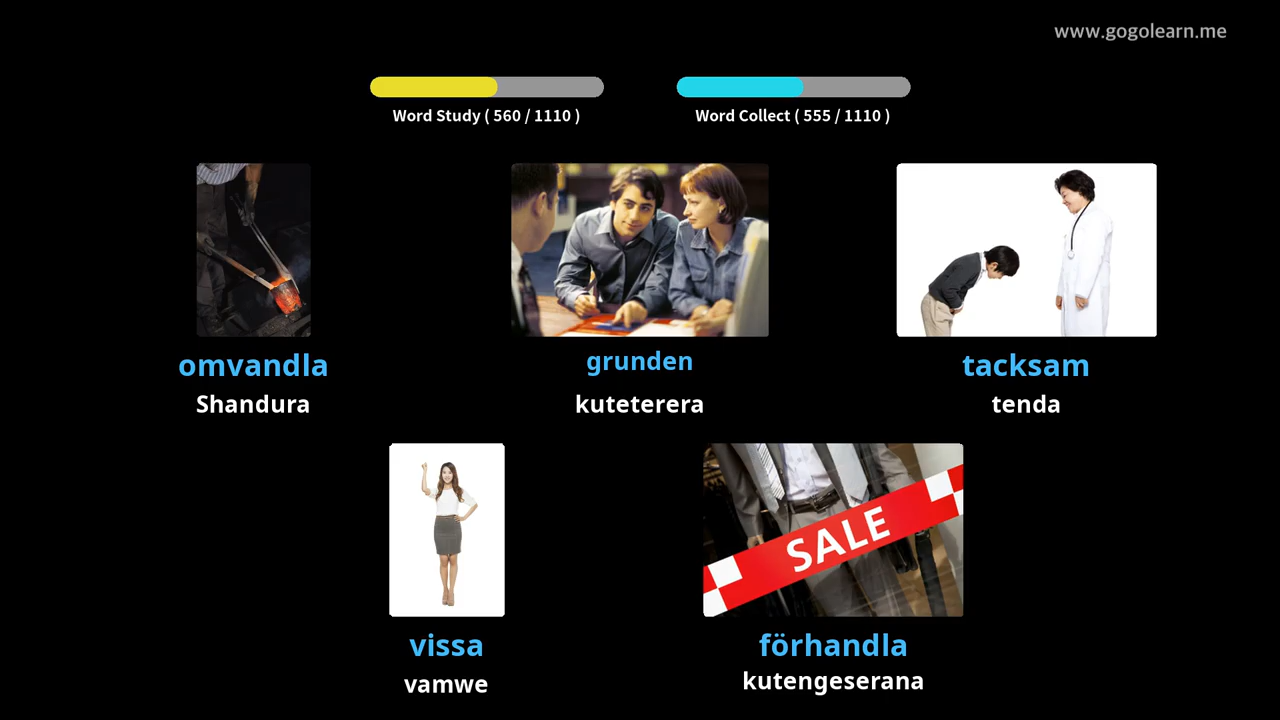 www.gogolearn.me
Word Study ( 560 / 1110 )
Word Collect ( 555 / 1110 )
omvandla
Shandura
grunden
kuteterera
tacksam
tenda
SALE
vissa
vamwe
förhandla
kutengeserana